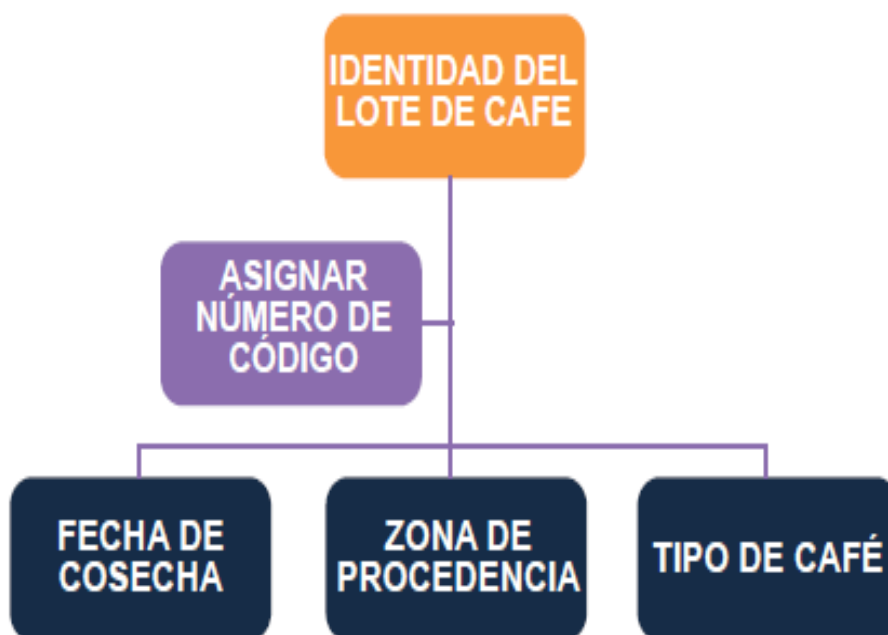 IDENTIDAD DEL
LOTE DE CAFE
ASIGNAR
NÚMERO DE
CÓDIGO
FECHA DE
COSECHA
ZONA DE
PROCEDENCIA
TIPO DE CAFÉ